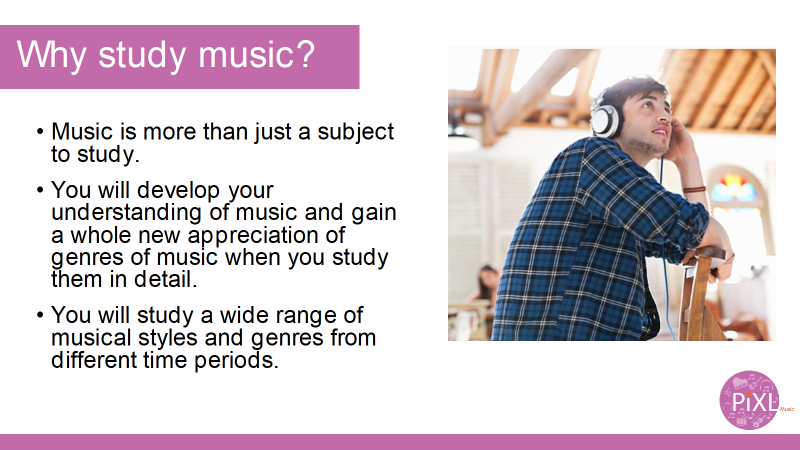 Why study music?
• Music is more than just a subject
to study.
• You will develop your
understanding of music and gain
a whole new appreciation of
genres of music when you study
them in detail.
• You will study a wide range of
musical styles and genres from
different time periods.
PiXL
Music